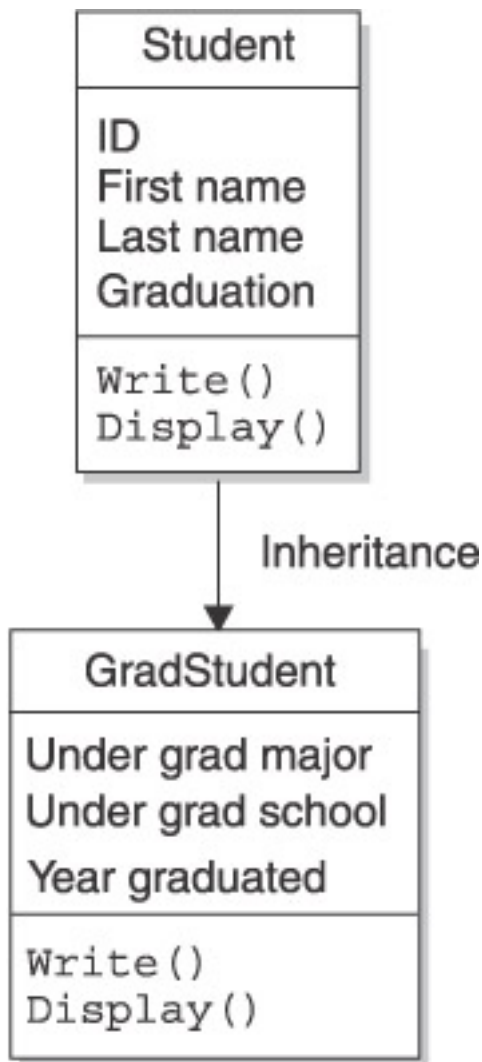 Student
ID
First name
Last name
Graduation
Write()
Display()
Inheritance
GradStudent
Under grad major
Under grad school
Year graduated
Write()
Display()